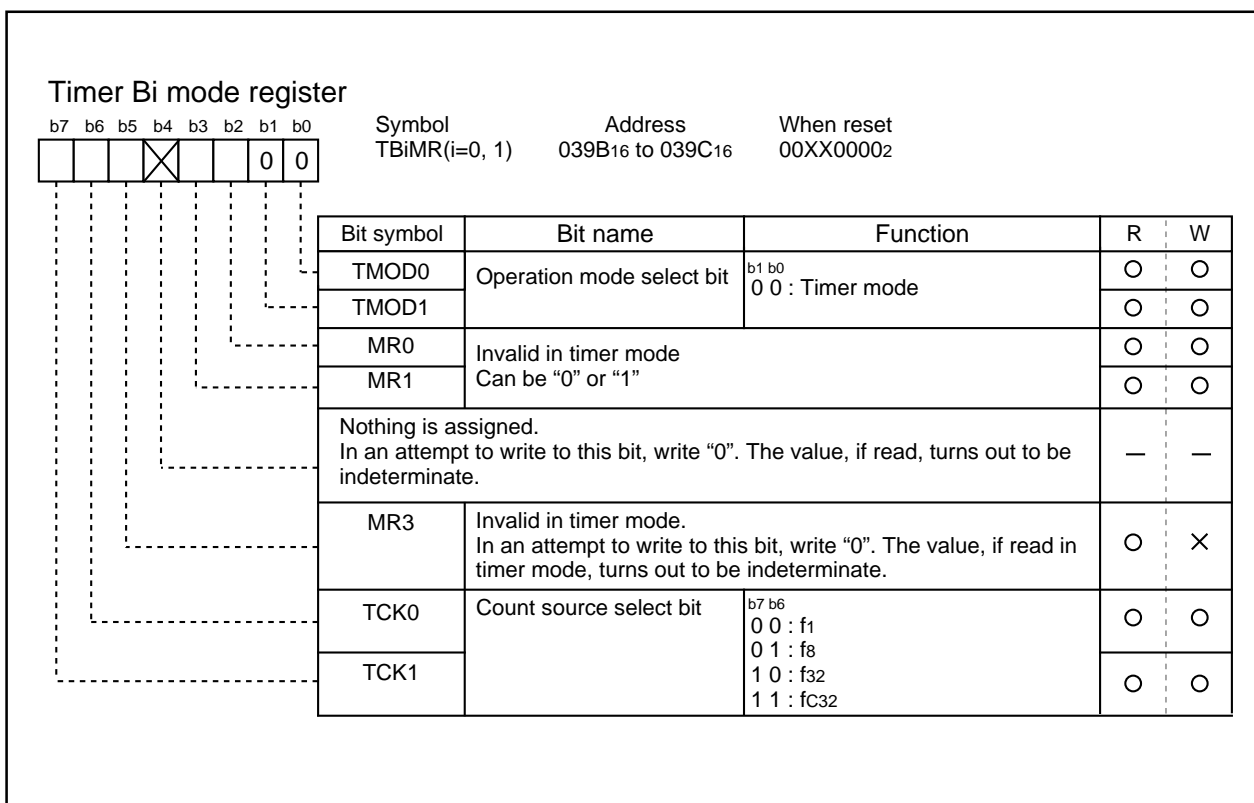 Timer Bi mode register
b7 b6 b5 b4 b3 b2 b1 b0
0 0
Symbol Address When reset
TBiMR(i=0, 1) 039B16 to 039C16 00XX00002
Bit symbol Bit name Function R W
TMOD0 Operation mode select bit b1 b0
0 0 : Timer mode
TMOD1
MR0 Invalid in timer mode
MR1 Can be “0” or “1”
Nothing is assigned.
In an attempt to write to this bit, write “0”. The value, if read, turns out to be
indeterminate.
MR3 Invalid in timer mode.
In an attempt to write to this bit, write “0”. The value, if read in
timer mode, turns out to be indeterminate.
TCK0 Count source select bit b7 b6
0 0 : f1
0 1 : f8
TCK1 1 0 : f32
1 1 : fC32